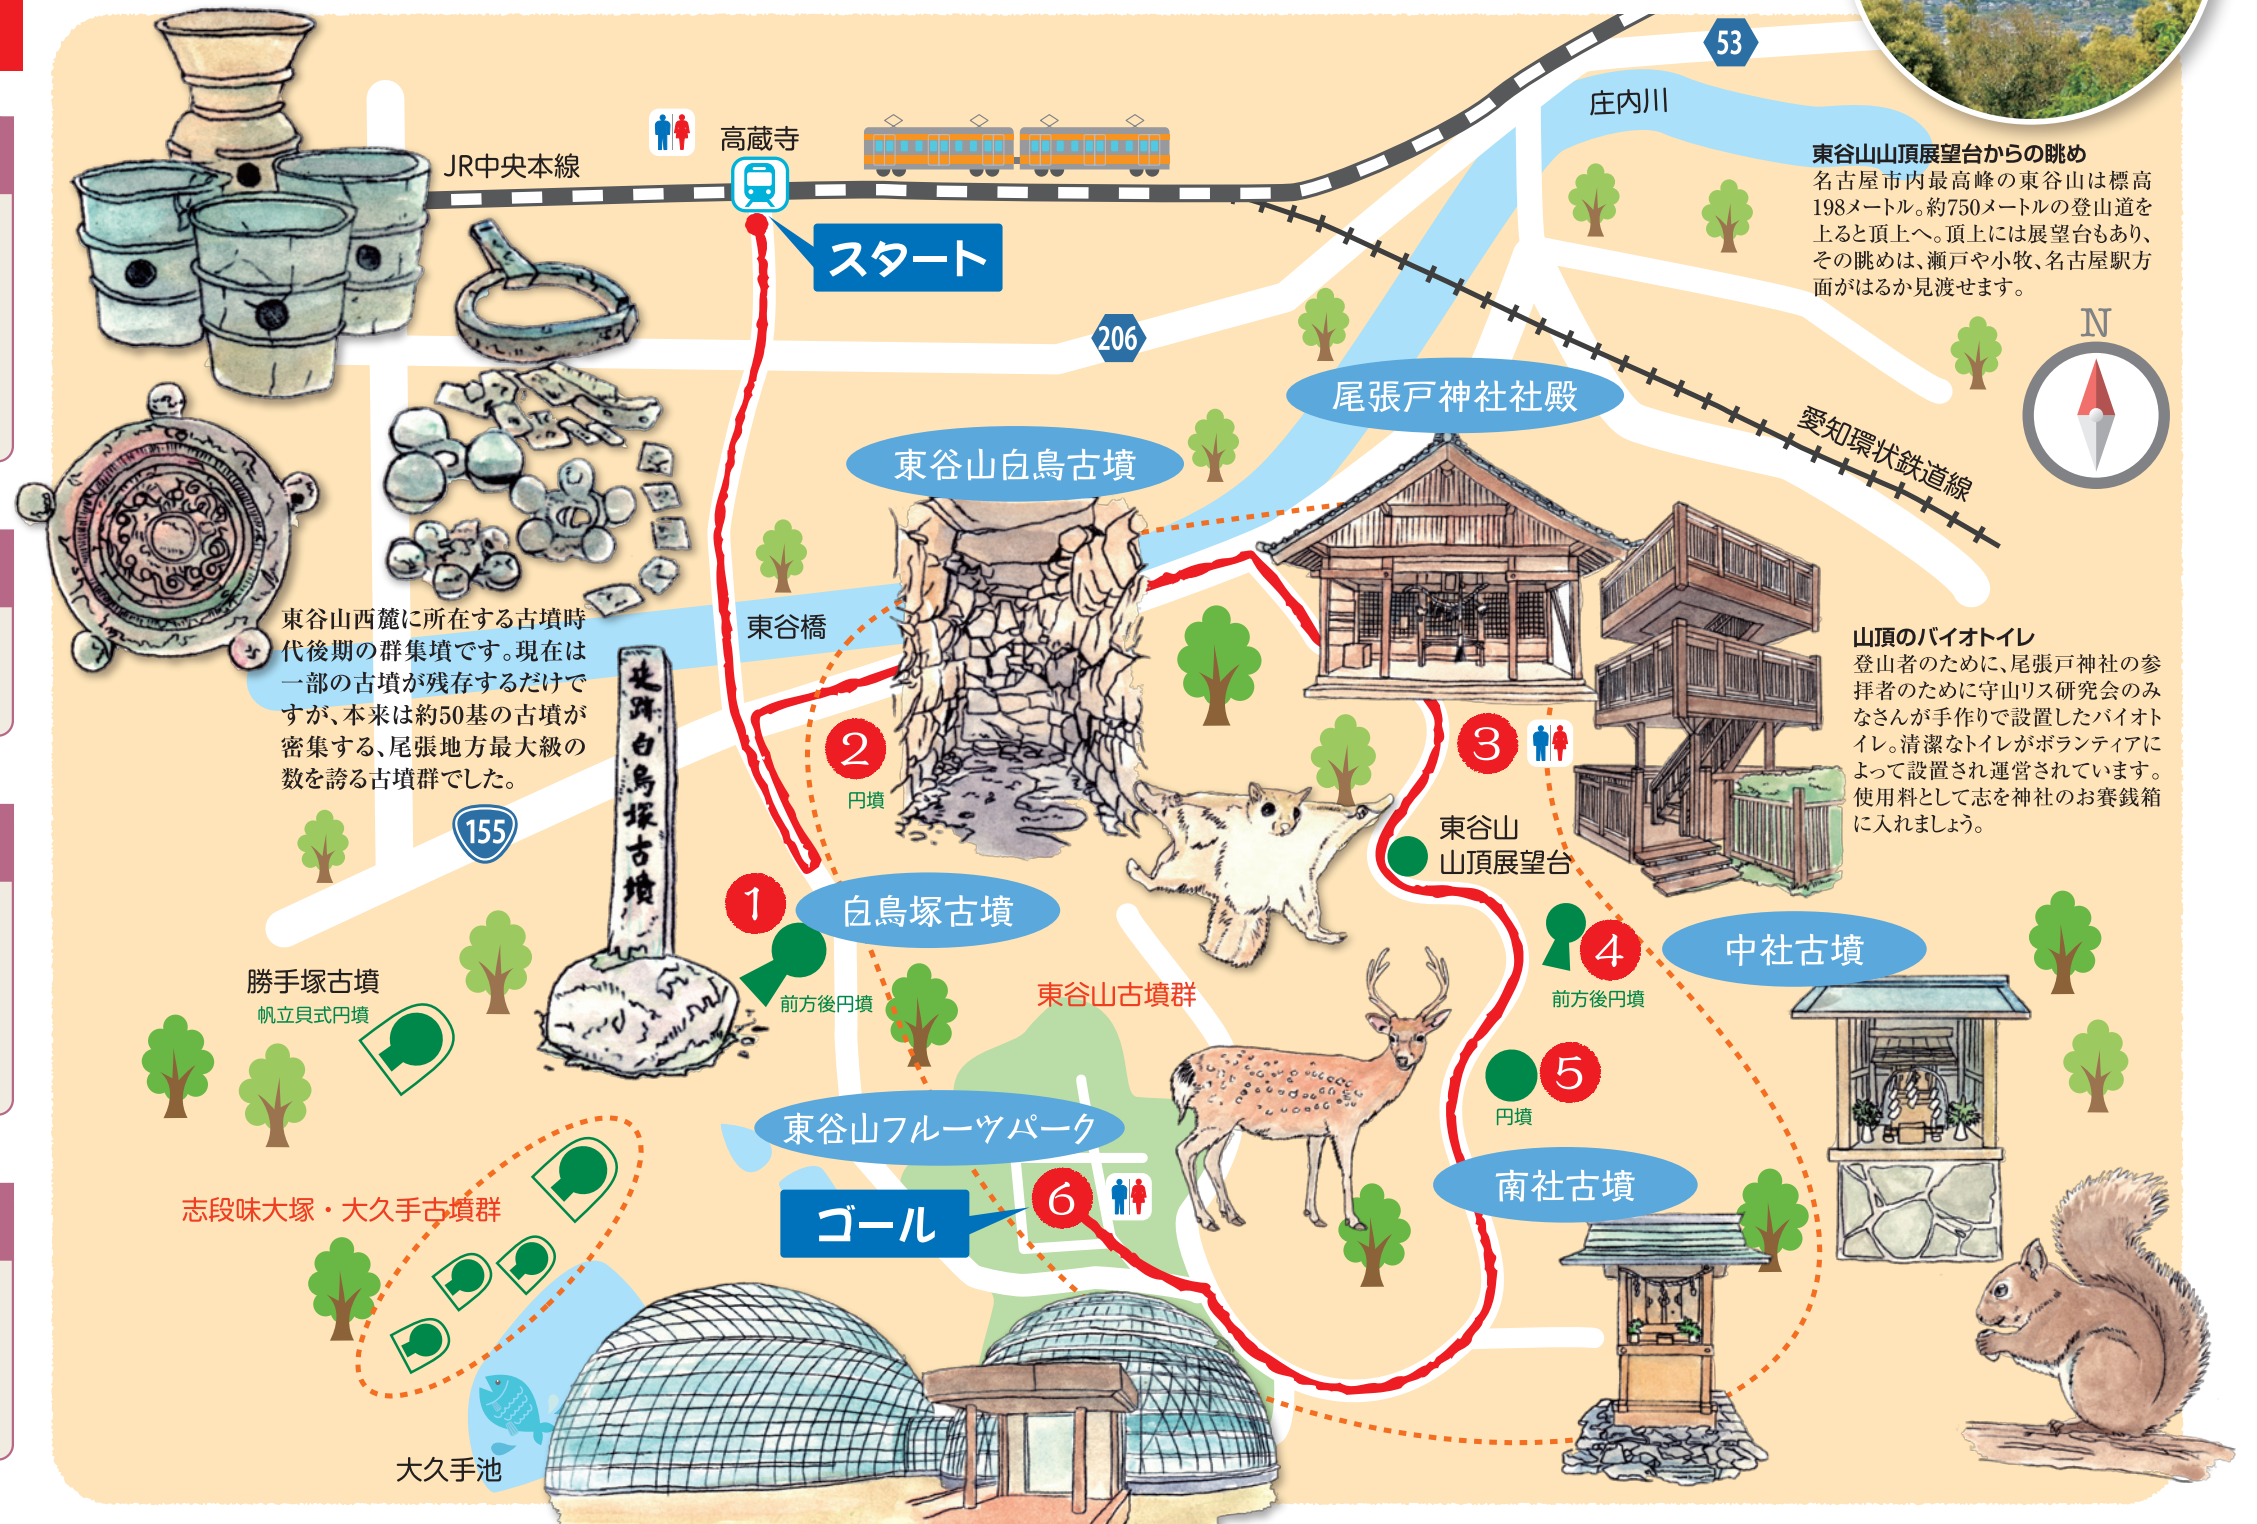 53
庄内川
JR中央本線
高蔵寺
スタート
東谷山山頂展望台からの眺め
名古屋市内最高峰の東谷山は標高
198メートル。約750メートルの登山道を
上ると頂上へ。頂上には展望台もあり、
その眺めは、瀬戸や小牧、名古屋駅方
面がはるか見渡せます。
N
206
尾張戸神社社殿
愛知環状鉄道線
東谷山白鳥古墳
東谷橋
東谷山西麓に所在する古墳時
代後期の群集墳です。現在は
一部の古墳が残存するだけで
すが、本来は約50基の古墳が
密集する、尾張地方最大級の
数を誇る古墳群でした。
155
史跡白鳥塚古墳
2
円墳
3
山頂のバイオトイレ
登山者のために、尾張戸神社の参
拝者のために守山リス研究会のみ
なさんが手作りで設置したバイオト
イレ。清潔なトイレがボランティアに
よって設置され運営されています。
使用料として志を神社のお賽銭箱
に入れましょう。
東谷山
山頂展望台
1
白鳥塚古墳
前方後円墳
4
中社古墳
前方後円墳
勝手塚古墳
帆立貝式円墳
東谷山古墳群
5
円墳
東谷山フルーツパーク
南社古墳
6
ゴール
志段味大塚・大久手古墳群
大久手池